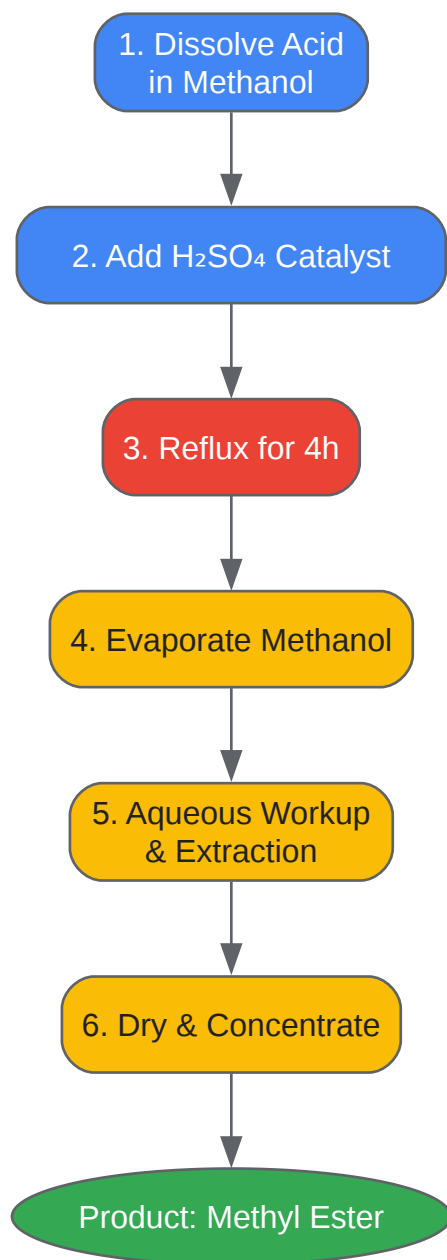 1. Dissolve Acid
in Methanol
2. Add H₂SO₄ Catalyst
3. Reflux for 4h
4. Evaporate Methanol
5. Aqueous Workup
& Extraction
6. Dry & Concentrate
Product: Methyl Ester